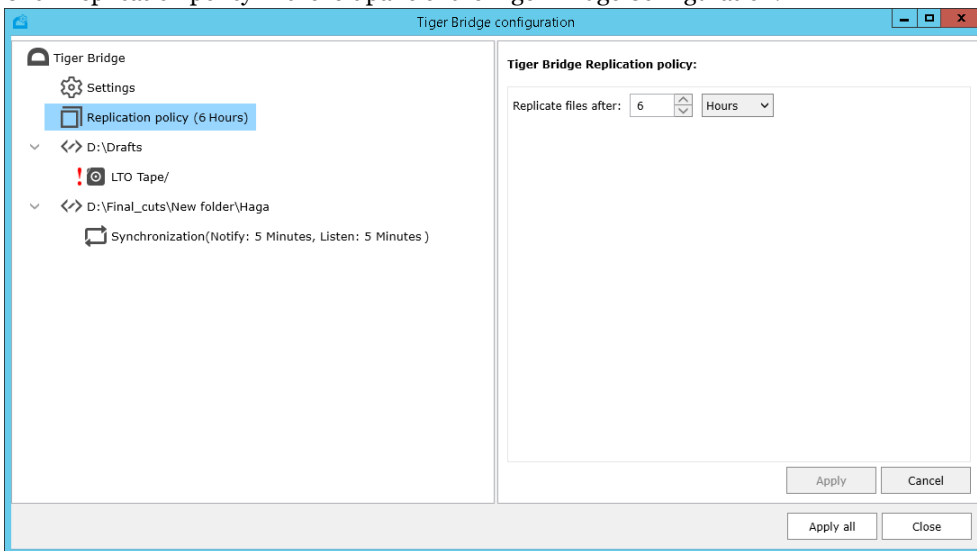 Tiger Bridge configuration
Tiger Bridge
Settings
Replication policy (6 Hours)
D:\Drafts
LTO Tape/
D:\Final_cuts\New folder\Haga
Synchronization(Notify: 5 Minutes, Listen: 5 Minutes )
Tiger Bridge Replication policy:
Replicate files after: 6 Hours
Apply Cancel
Apply all Close